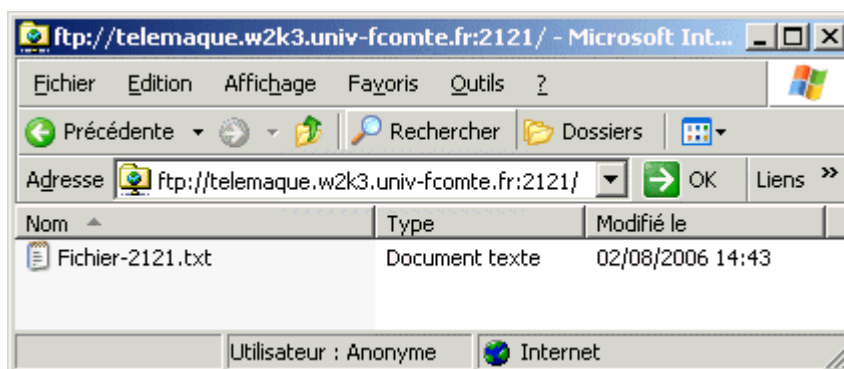 ftp://telemaque.w2k3.univ-fcomte.fr:2121/ - Microsoft Int...
Fichier Edition Affichage Favoris Outils ?
Précédente Rechercher Dossiers
Adresse ftp://telemaque.w2k3.univ-fcomte.fr:2121/ OK Liens »
Nom Type Modifié le
Fichier-2121.txt Document texte 02/08/2006 14:43
Utilisateur : Anonyme Internet